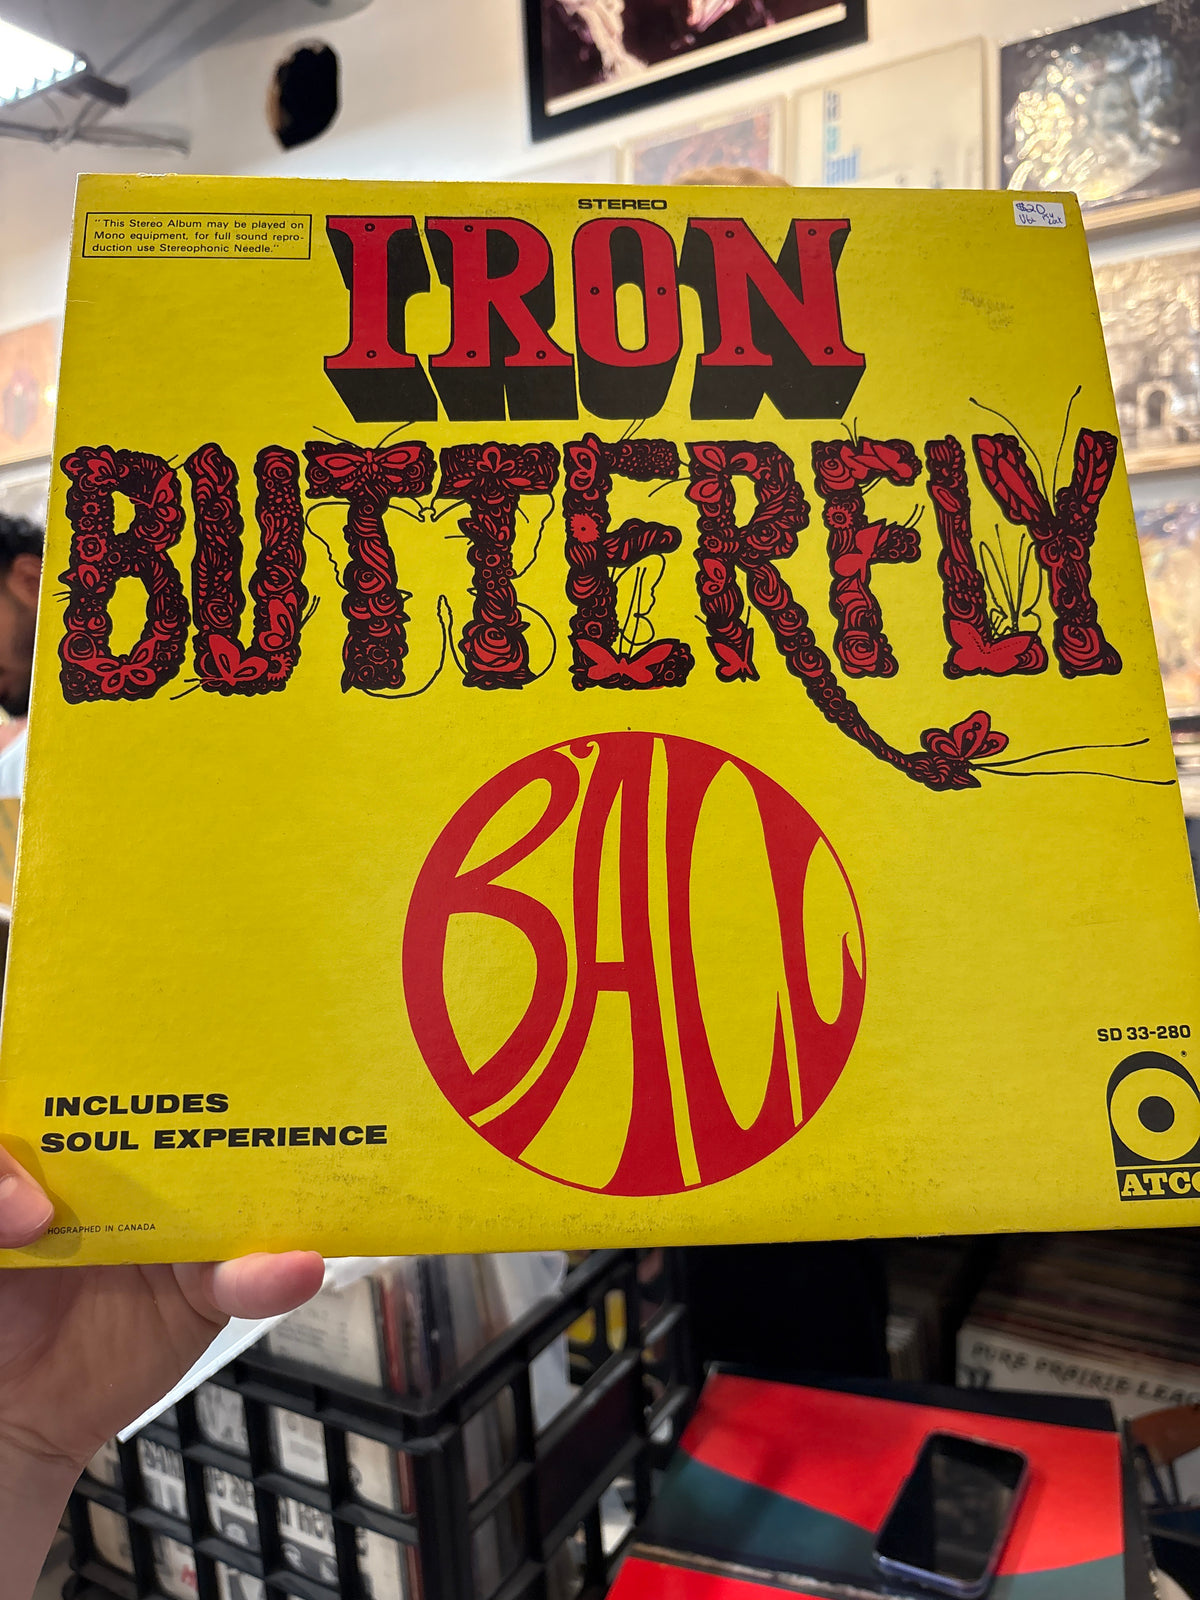 STEREO
"This Stereo Album may be played on
Mono equipment, for full sound repro-
duction use Stereophonic Needle."
$20
IRON
BUTTERFLY
BALL
SD 33-280
ATCO
INCLUDES
SOUL EXPERIENCE
HOGRAPHED IN CANADA
PURE PRAIRIE LEA